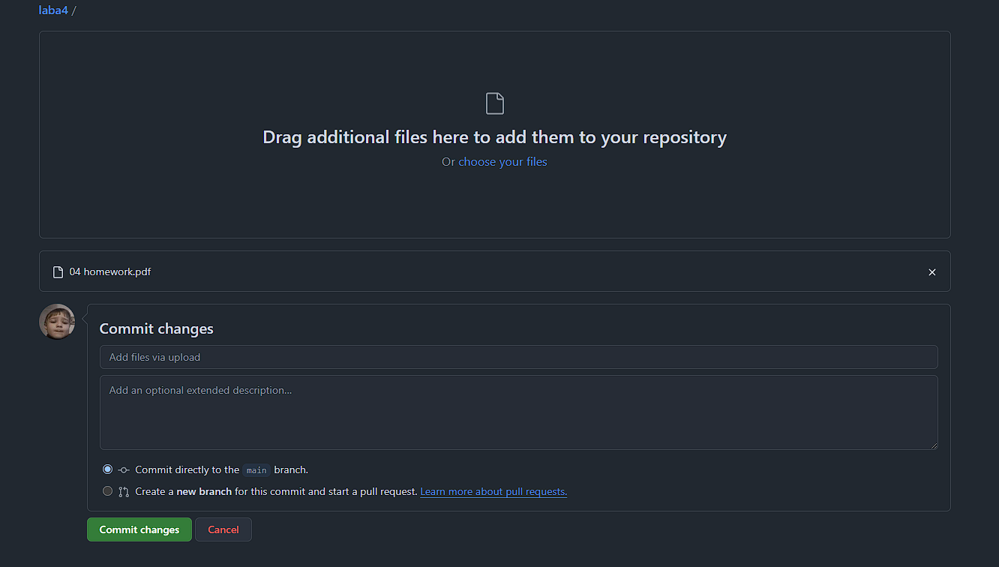 laba4 /
Drag additional files here to add them to your repository
Or choose your files
04 homework.pdf
Commit changes
Add files via upload
Add an optional extended description...
Commit directly to the main branch.
Create a new branch for this commit and start a pull request. Learn more about pull requests.
Commit changes Cancel